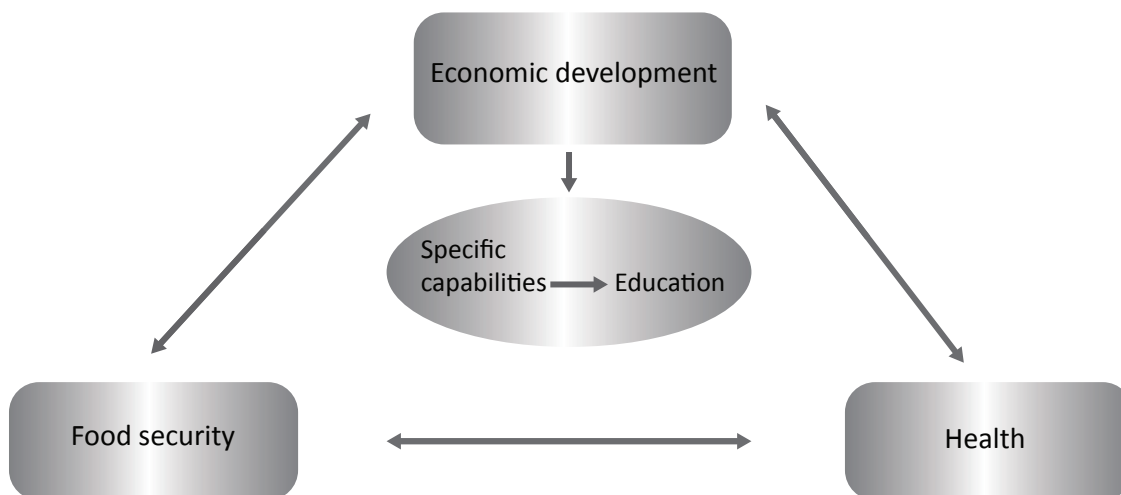 Economic development
Specific
capabilities
Education
Food security
Health